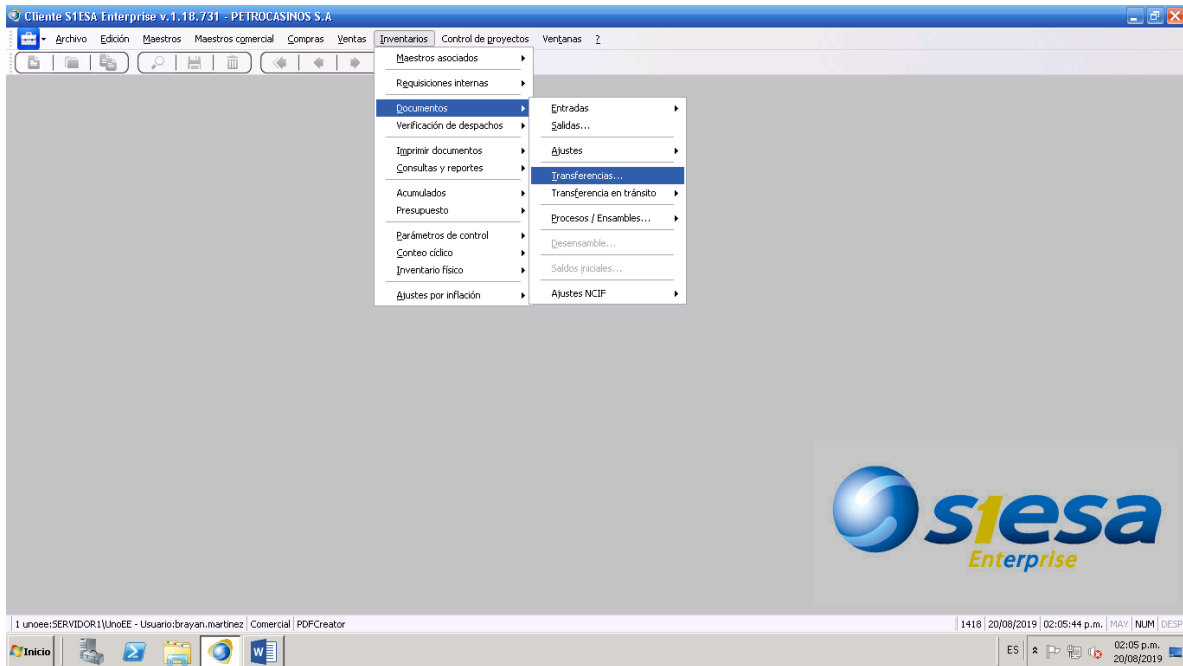 Cliente S1ESA Enterprise v.1.18.731 - PETROCASINOS S.A
Archivo Edición Maestros Maestros comercial Compras Ventas Inventarios Control de proyectos Ventanas ?
Maestros asociados
Requisiciones internas
Documentos
Verificación de despachos
Imprimir documentos
Consultas y reportes
Acumulados
Presupuesto
Parámetros de control
Conteo cíclico
Inventario físico
Ajustes por inflación
Entradas
Salidas...
Ajustes
Transferencias...
Transferencia en tránsito
Procesos / Ensambles...
Desensamble...
Saldos iniciales...
Ajustes NCIF
s1esa
Enterprise
1 unoee:SERVIDOR1\UnoEE - Usuario:brayan.martinez Comercial PDFCreator 1418 20/08/2019 02:05:44 p.m. MAY NUM DESP
Inicio ES 02:05 p.m.
20/08/2019